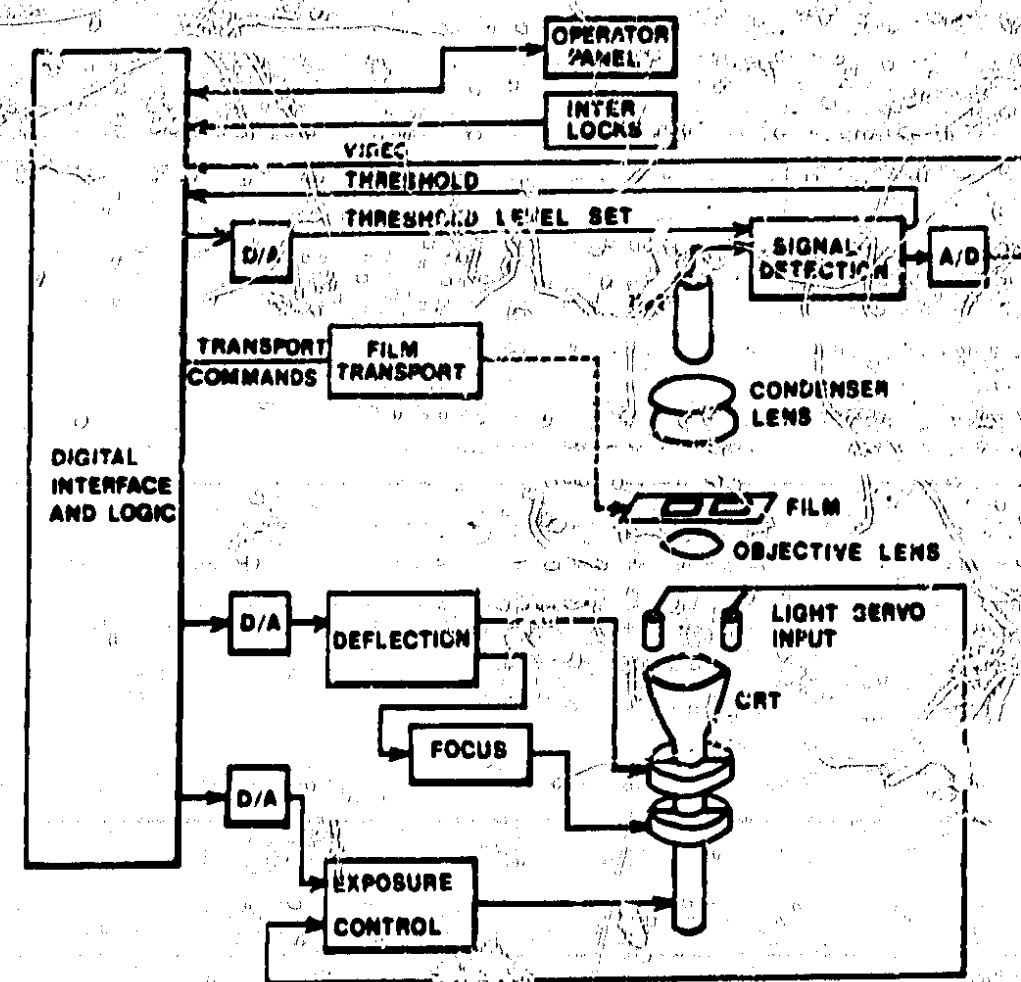 OPERATOR
PANEL
INTER
LOCKS
VIDEO
THRESHOLD
THRESHOLD LEVEL SET
D/A
SIGNAL
DETECTION
A/D
TRANSPORT
COMMANDS
FILM
TRANSPORT
CONDENSER
LENS
DIGITAL
INTERFACE
AND LOGIC
FILM
OBJECTIVE LENS
D/A
DEFLECTION
LIGHT SERVO
INPUT
CRT
FOCUS
D/A
EXPOSURE
CONTROL